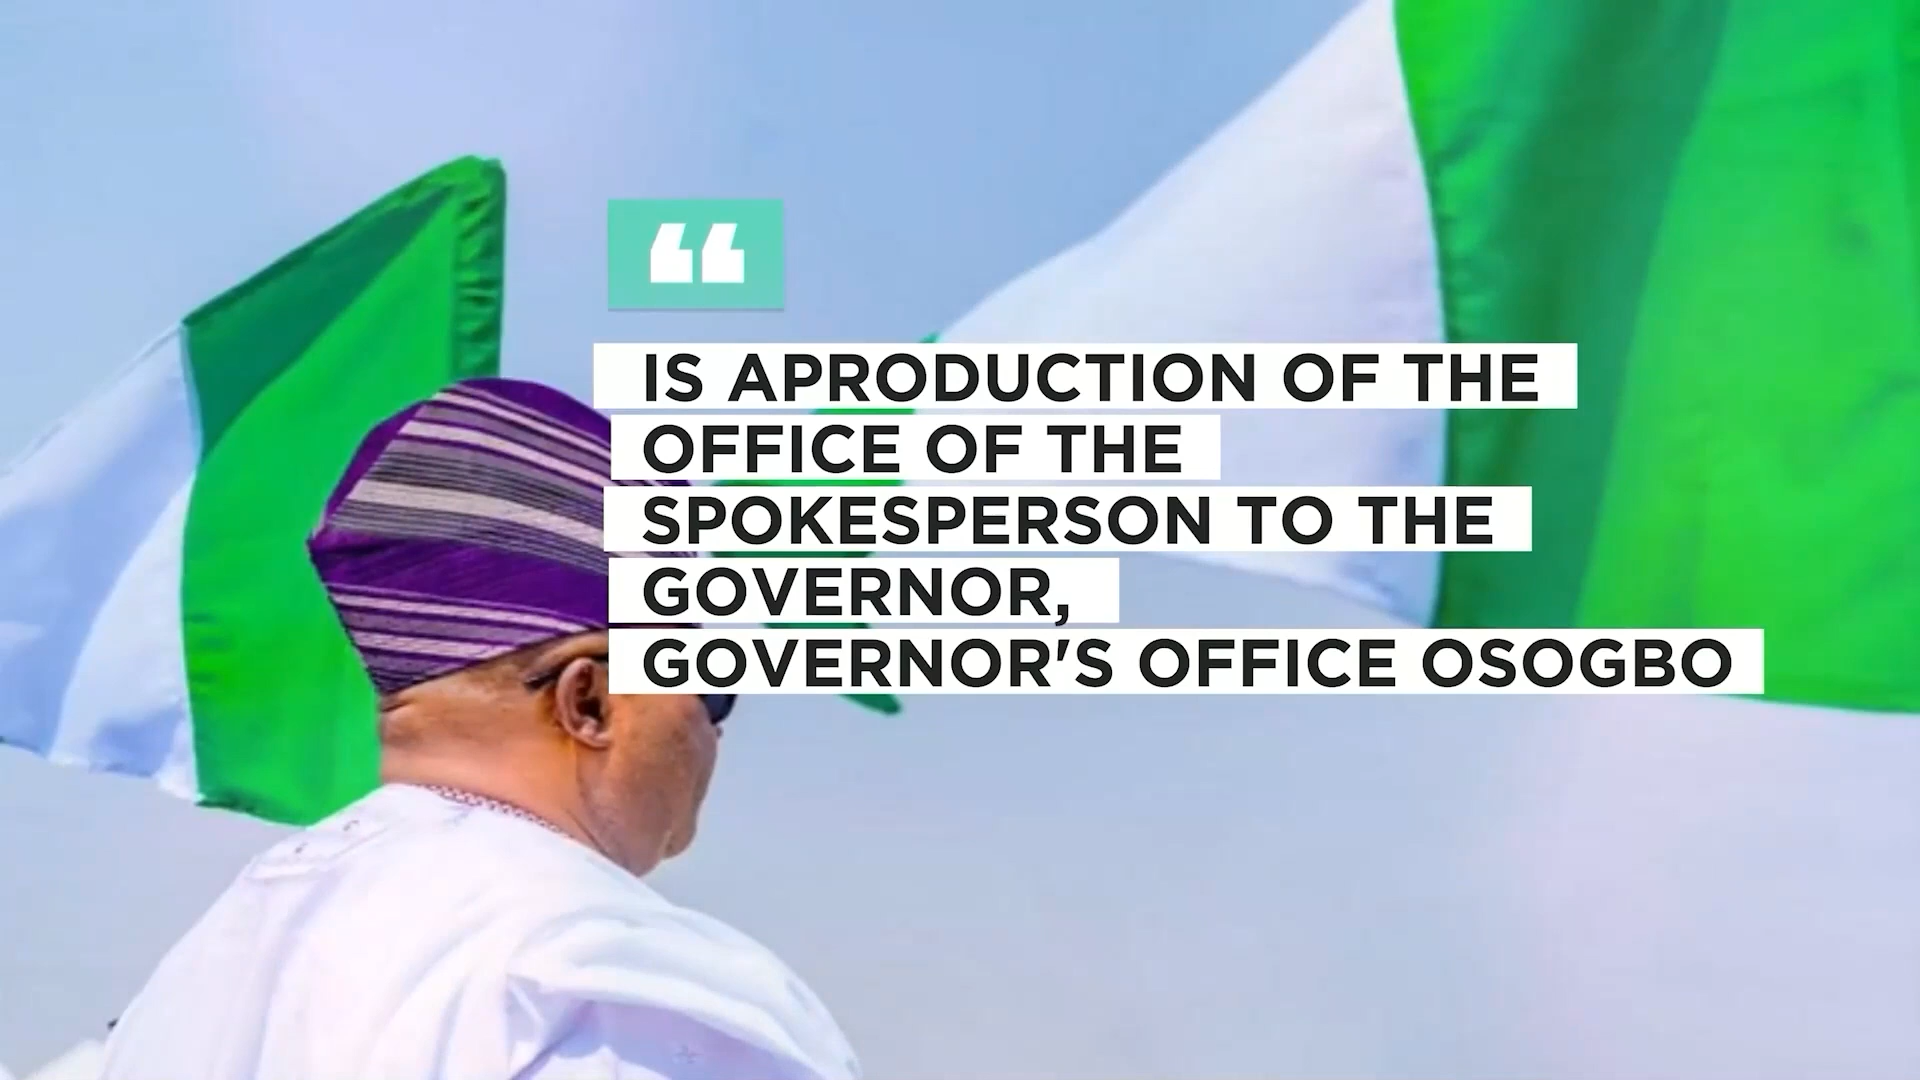 “
IS APRODUCTION OF THE
OFFICE OF THE
SPOKESPERSON TO THE
GOVERNOR,
GOVERNOR'S OFFICE OSOGBO